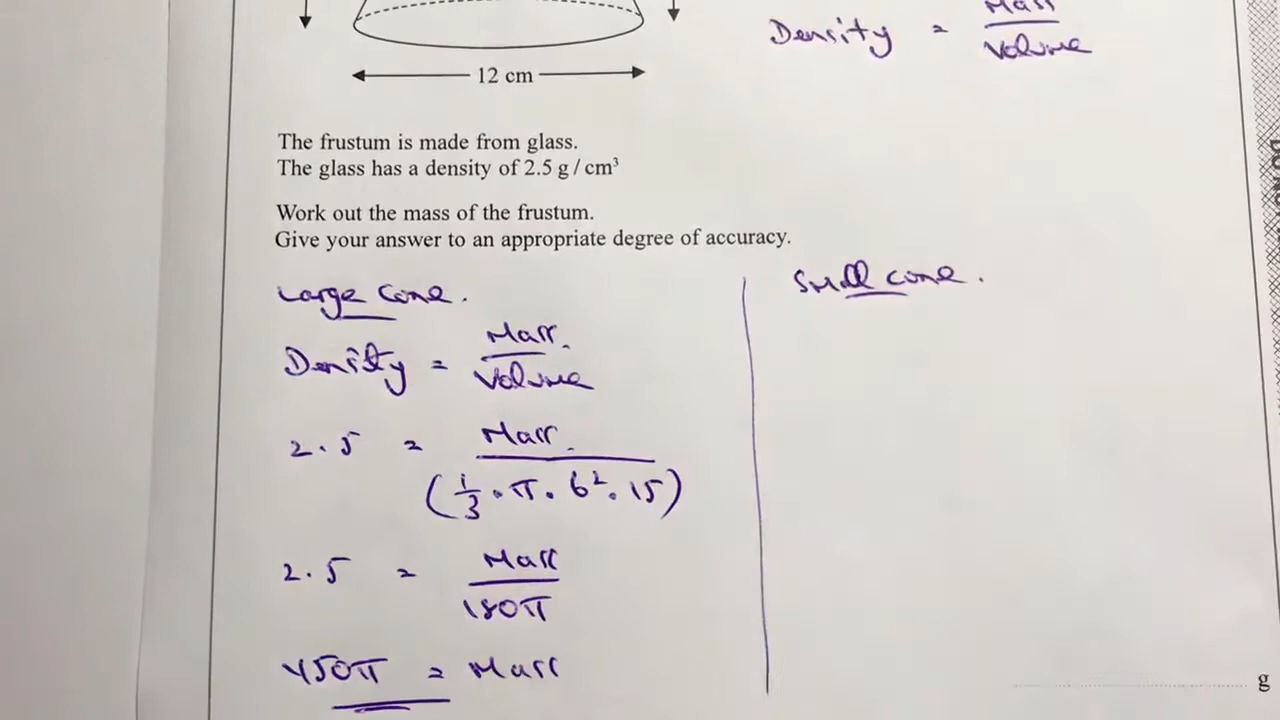 Density = Mass / Volume
12 cm
The frustum is made from glass.
The glass has a density of 2.5 g / cm³
Work out the mass of the frustum.
Give your answer to an appropriate degree of accuracy.
Large Cone.
Density = Mass / Volume
2.5 = Mass / (1/3 · π · 6² · 15)
2.5 = Mass / 180π
450π = Mass
Small cone.
g